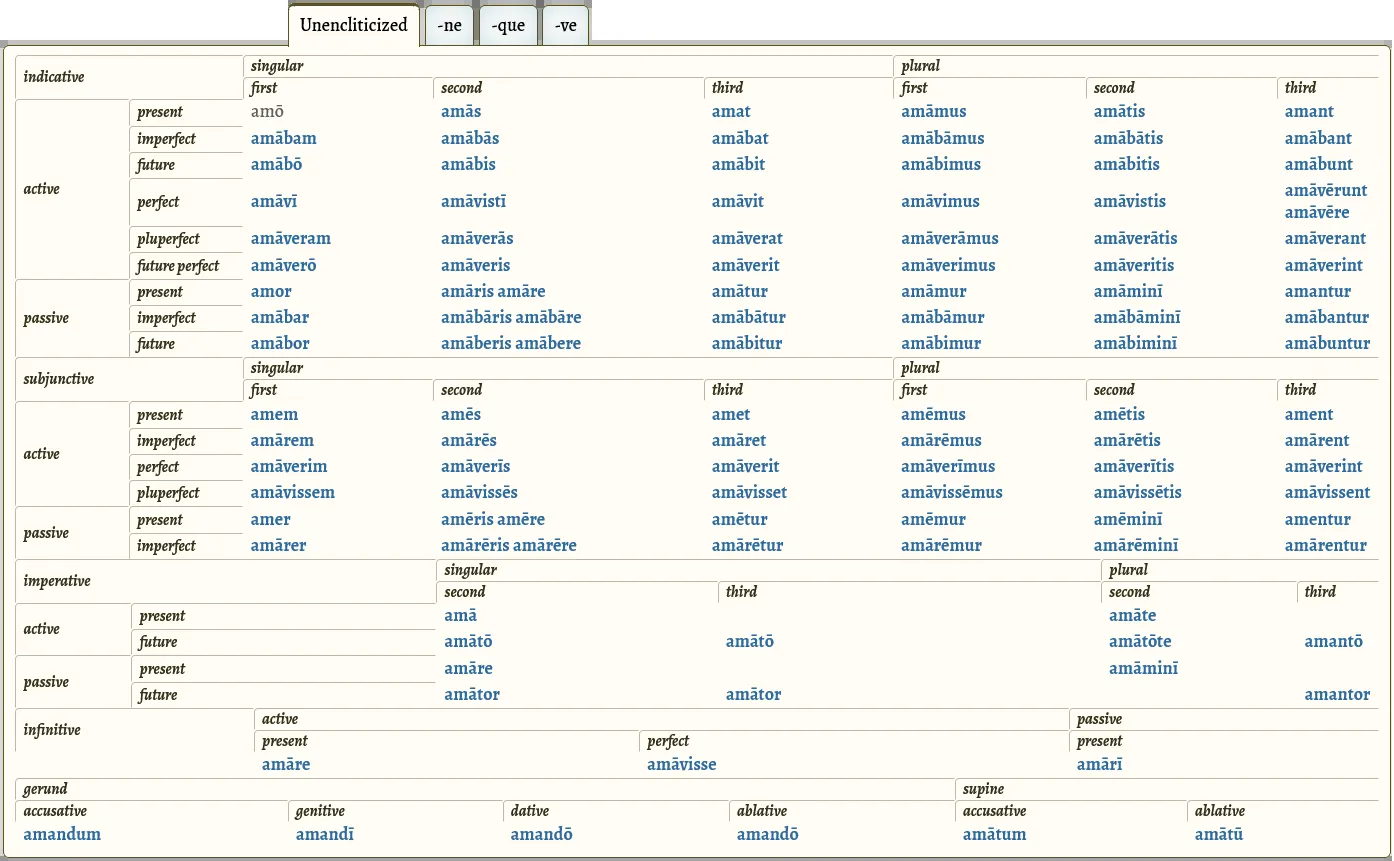 Unencliticized -ne -que -ve
indicative singular plural
first second third first second third
active present amō amās amat amāmus amātis amant
imperfect amābam amābās amābat amābāmus amābātis amābant
future amābō amābis amābit amābimus amābitis amābunt
perfect amāvī amāvistī amāvit amāvimus amāvistis amāvērunt
amāvēre
pluperfect amāveram amāverās amāverat amāverāmus amāverātis amāverant
future perfect amāverō amāveris amāverit amāverimus amāveritis amāverint
passive present amor amāris amāre amātur amāmur amāminī amantur
imperfect amābar amābāris amābāre amābātur amābāmur amābāminī amābantur
future amābor amāberis amābere amābitur amābimur amābiminī amābuntur
subjunctive singular plural
first second third first second third
active present amem amēs amet amēmus amētis ament
imperfect amārem amārēs amāret amārēmus amārētis amārent
perfect amāverim amāverīs amāverit amāverīmus amāverītis amāverint
pluperfect amāvissem amāvissēs amāvisset amāvissēmus amāvissētis amāvissent
passive present amer amēris amēre amētur amēmur amēminī amentur
imperfect amārer amārēris amārēre amārētur amārēmur amārēminī amārentur
imperative singular plural
second third second third
active present amā amāte
future amātō amātō amātōte amantō
passive present amāre amāminī
future amātor amātor amantor
infinitive active passive
present perfect present
amāre amāvisse amārī
gerund supine
accusative genitive dative ablative accusative ablative
amandum amandī amandō amandō amātum amātū